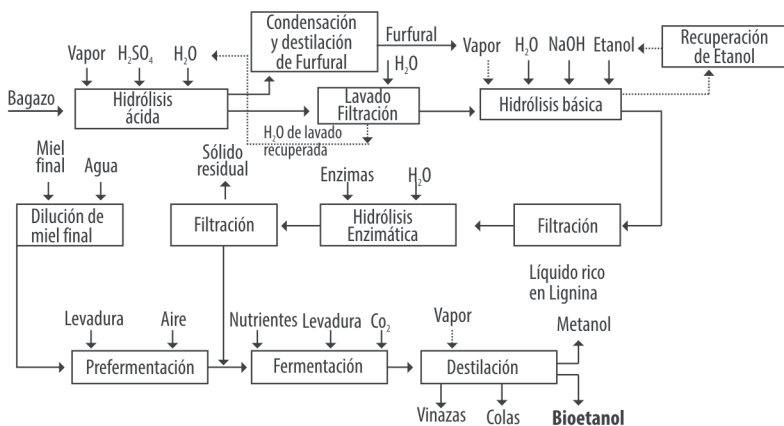 Condensación
y destilación
de Furfural
Furfural
Vapor
H₂SO₄
H₂O
H₂O
Vapor
H₂O
NaOH
Etanol
Recuperación
de Etanol
Bagazo
Hidrólisis
ácida
Lavado
Filtración
Hidrólisis básica
H₂O de lavado
recuperada
Miel
final
Agua
Sólido
residual
Enzimas
H₂O
Dilución de
miel final
Filtración
Hidrólisis
Enzimática
Filtración
Líquido rico
en Lignina
Levadura
Aire
Nutrientes
Levadura
Co₂
Vapor
Metanol
Prefermentación
Fermentación
Destilación
Vinazas
Colas
Bioetanol